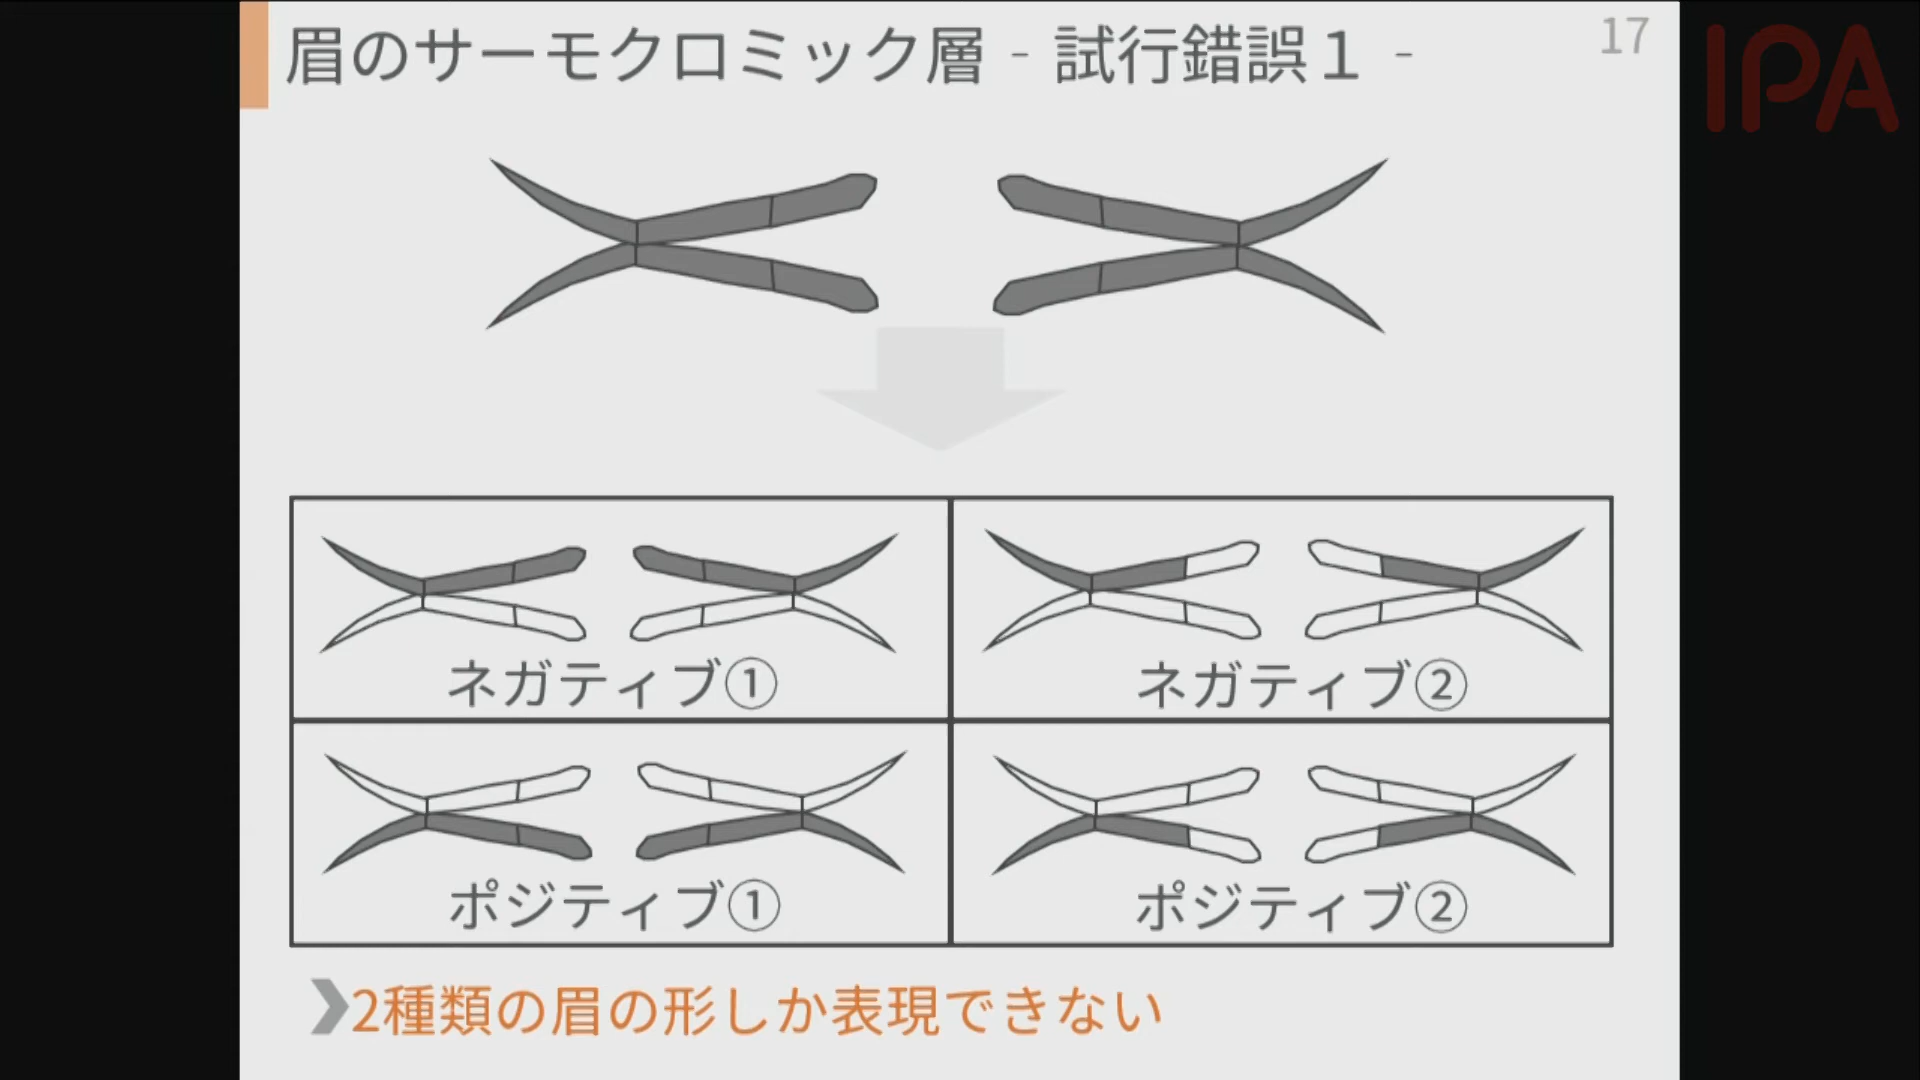 眉のサーモクロミック層 - 試行錯誤１ -
17
IPA
ネガティブ①
ネガティブ②
ポジティブ①
ポジティブ②
2種類の眉の形しか表現できない